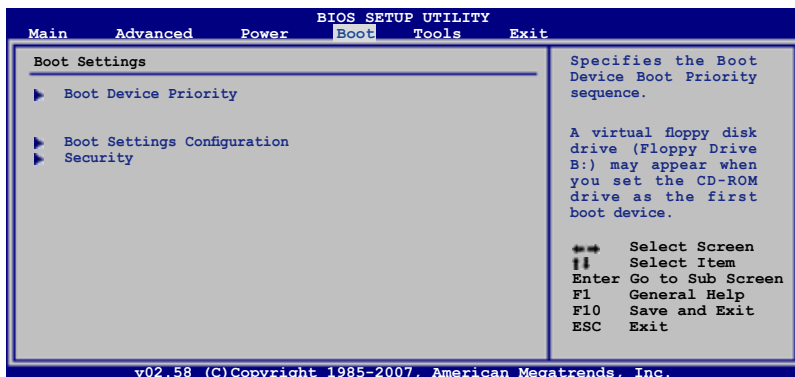 BIOS SETUP UTILITY
Main Advanced Power Boot Tools Exit
Boot Settings
Boot Device Priority
Boot Settings Configuration
Security
Specifies the Boot
Device Boot Priority
sequence.
A virtual floppy disk
drive (Floppy Drive
B:) may appear when
you set the CD-ROM
drive as the first
boot device.
Select Screen
Select Item
Enter Go to Sub Screen
F1 General Help
F10 Save and Exit
ESC Exit
v02.58 (C)Copyright 1985-2007, American Megatrends, Inc.